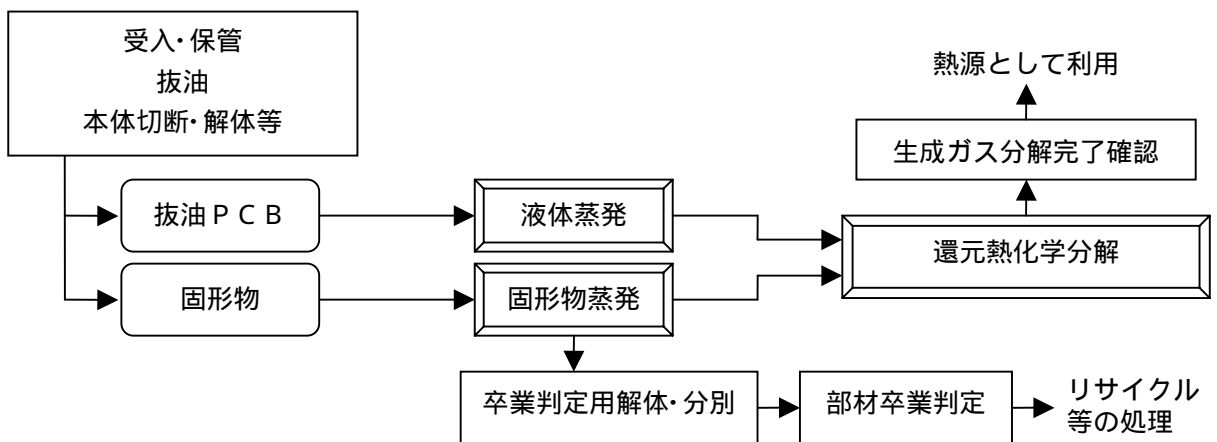 受入・保管
抜油
本体切断・解体等
熱源として利用
生成ガス分解完了確認
抜油ＰＣＢ
液体蒸発
還元熱化学分解
固形物
固形物蒸発
卒業判定用解体・分別
部材卒業判定
リサイクル
等の処理